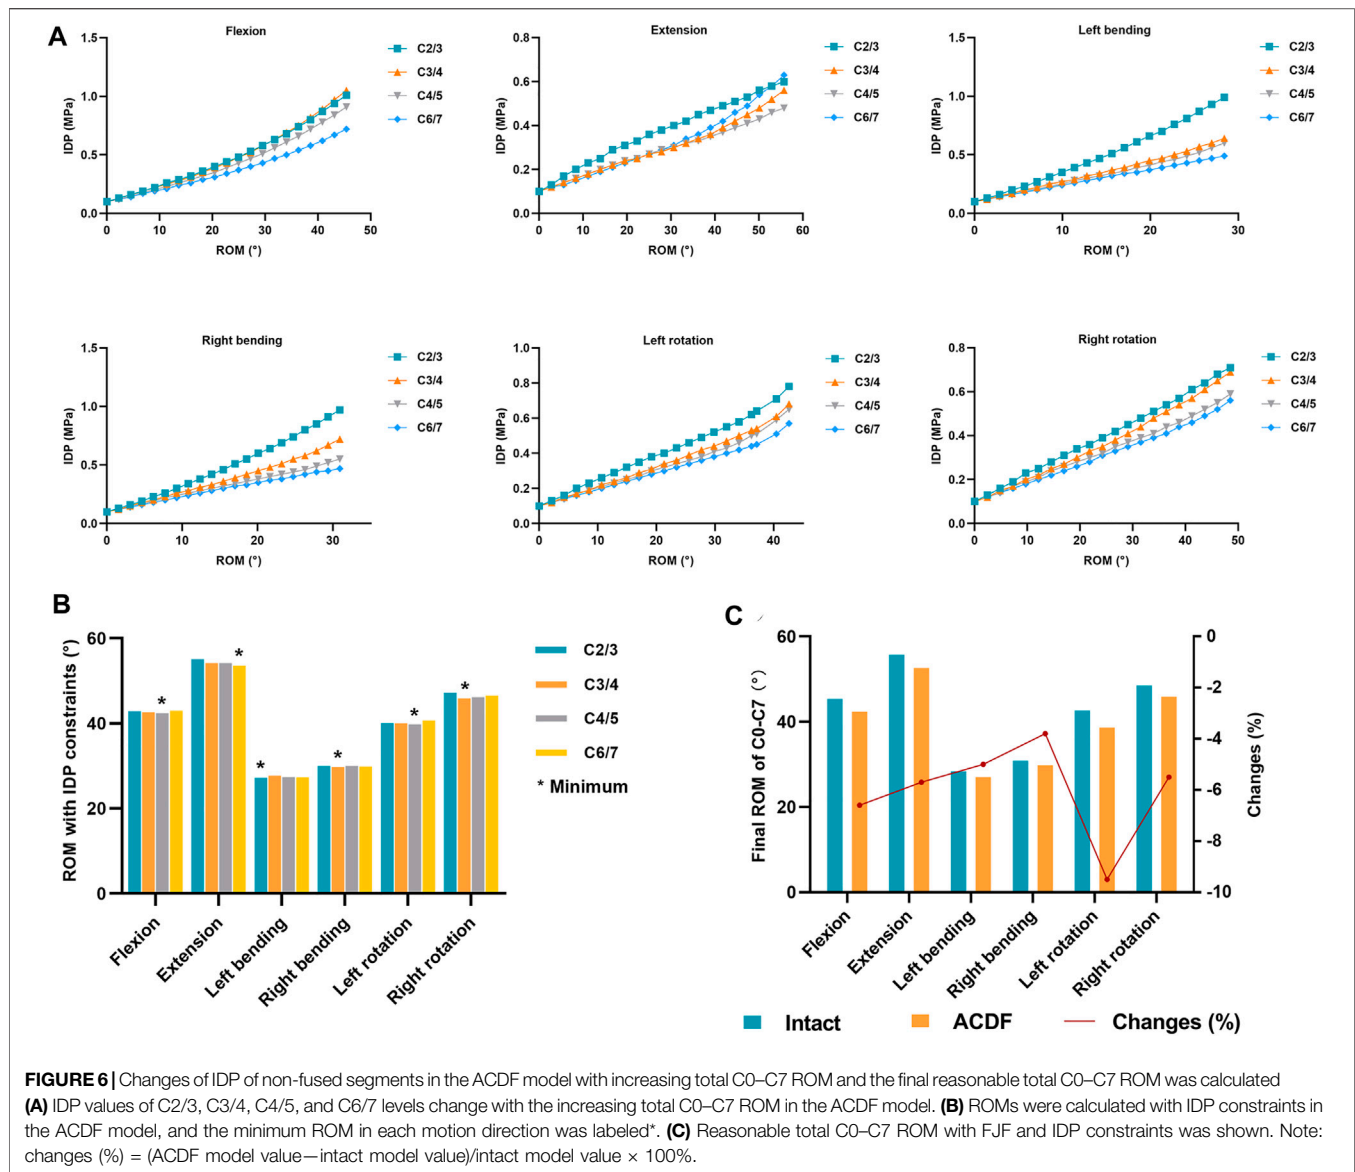 A
Flexion
IDP (MPa)
1.5
1.0
0.5
0.0
0 10 20 30 40 50
ROM (°)
C2/3
C3/4
C4/5
C6/7
Extension
IDP (MPa)
0.8
0.6
0.4
0.2
0.0
0 10 20 30 40 50 60
ROM (°)
C2/3
C3/4
C4/5
C6/7
Left bending
IDP (MPa)
1.5
1.0
0.5
0.0
0 10 20 30
ROM (°)
C2/3
C3/4
C4/5
C6/7
Right bending
IDP (MPa)
1.5
1.0
0.5
0.0
0 10 20 30
ROM (°)
C2/3
C3/4
C4/5
C6/7
Left rotation
IDP (MPa)
1.0
0.8
0.6
0.4
0.2
0.0
0 10 20 30 40
ROM (°)
C2/3
C3/4
C4/5
C6/7
Right rotation
IDP (MPa)
0.8
0.6
0.4
0.2
0.0
0 10 20 30 40 50
ROM (°)
C2/3
C3/4
C4/5
C6/7
B
ROM with IDP constraints (°)
60
40
20
0
* * * * * *
Flexion
Extension
Left bending
Right bending
Left rotation
Right rotation
C2/3
C3/4
C4/5
C6/7
* Minimum
C
Final ROM of C0-C7 (°)
60
40
20
0
0
-2
-4
-6
-8
-10
Changes (%)
Flexion
Extension
Left bending
Right bending
Left rotation
Right rotation
Intact ACDF Changes (%)
FIGURE 6 | Changes of IDP of non-fused segments in the ACDF model with increasing total C0–C7 ROM and the final reasonable total C0–C7 ROM was calculated
(A) IDP values of C2/3, C3/4, C4/5, and C6/7 levels change with the increasing total C0–C7 ROM in the ACDF model. (B) ROMs were calculated with IDP constraints in
the ACDF model, and the minimum ROM in each motion direction was labeled*. (C) Reasonable total C0–C7 ROM with FJF and IDP constraints was shown. Note:
changes (%) = (ACDF model value—intact model value)/intact model value × 100%.